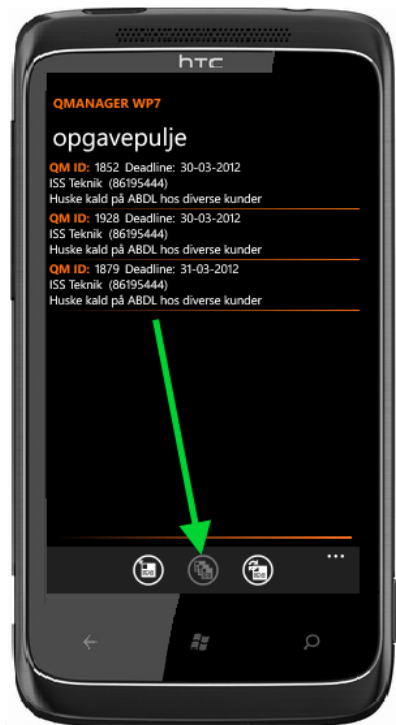 hTC
QMANAGER WP7
opgavepulje
QM ID: 1852 Deadline: 30-03-2012
ISS Teknik (86195444)
Huske kald på ABDL hos diverse kunder
QM ID: 1928 Deadline: 30-03-2012
ISS Teknik (86195444)
Huske kald på ABDL hos diverse kunder
QM ID: 1879 Deadline: 31-03-2012
ISS Teknik (86195444)
Huske kald på ABDL hos diverse kunder